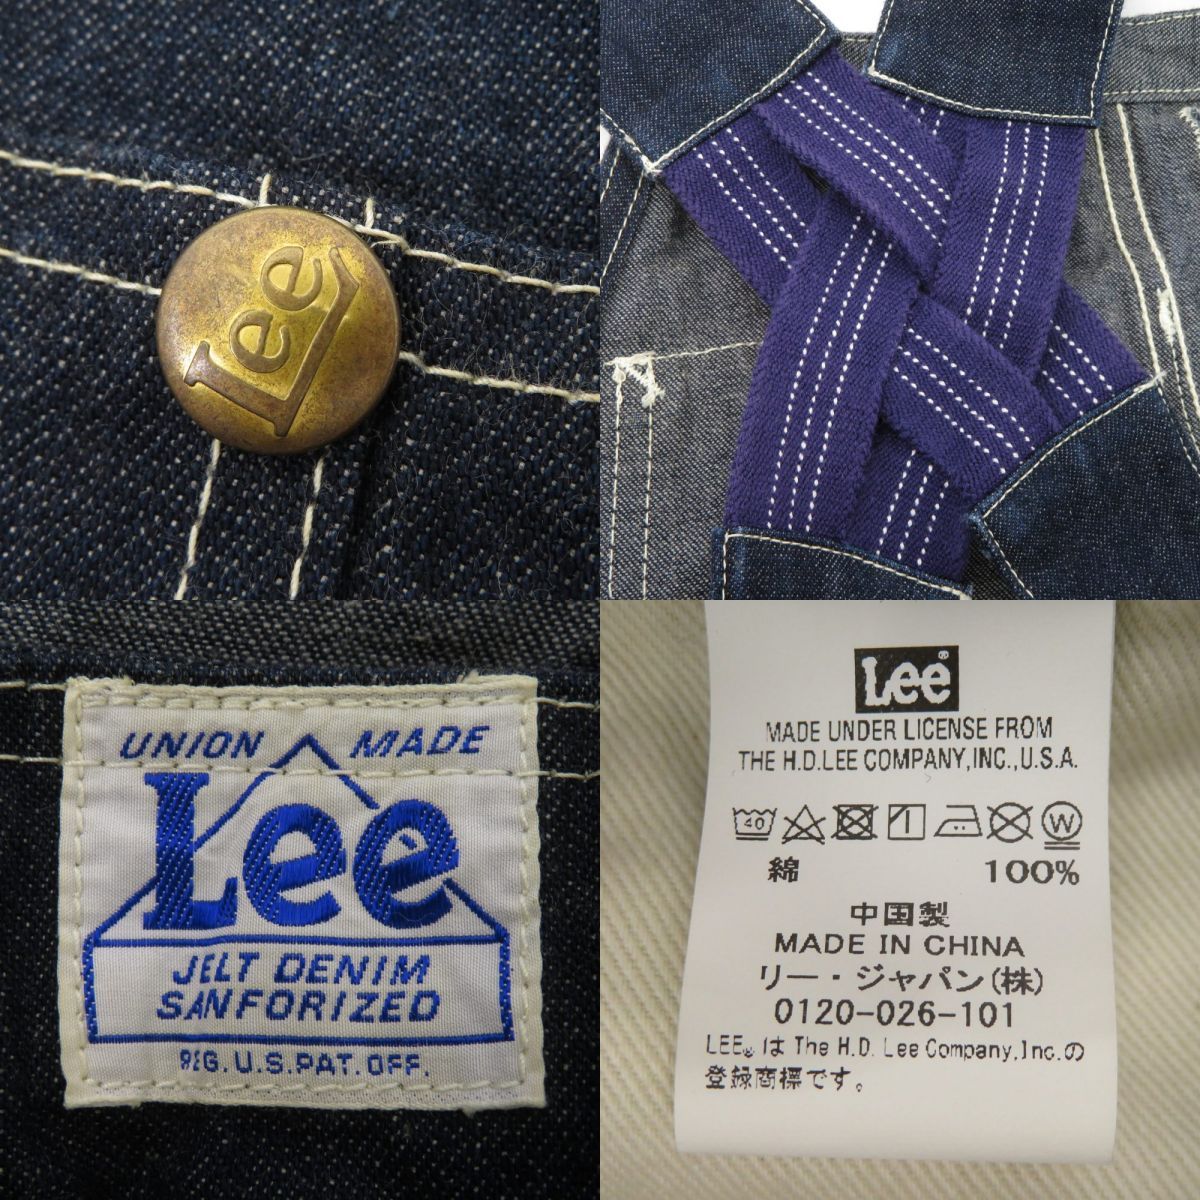 Lee
UNION MADE
Lee
JELT DENIM
SANFORIZED
REG. U.S. PAT. OFF.
Lee®
MADE UNDER LICENSE FROM
THE H.D.LEE COMPANY,INC.,U.S.A.
40
W
綿 100%
中国製
MADE IN CHINA
リー・ジャパン(株)
0120-026-101
LEE®は The H.D. Lee Company,Inc.の
登録商標です。